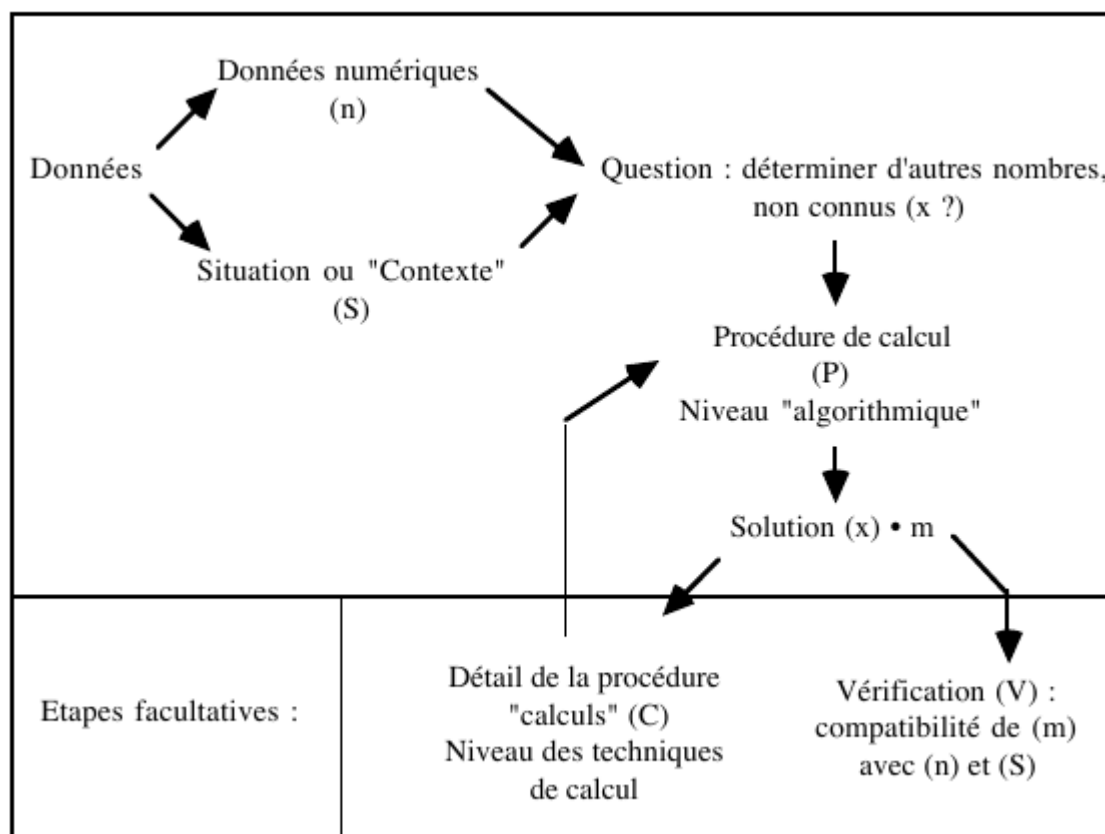 Données numériques
(n)
Données
Question : déterminer d'autres nombres,
non connus (x ?)
Situation ou "Contexte"
(S)
Procédure de calcul
(P)
Niveau "algorithmique"
Solution (x) • m
Etapes facultatives :
Détail de la procédure
"calculs" (C)
Niveau des techniques
de calcul
Vérification (V) :
compatibilité de (m)
avec (n) et (S)